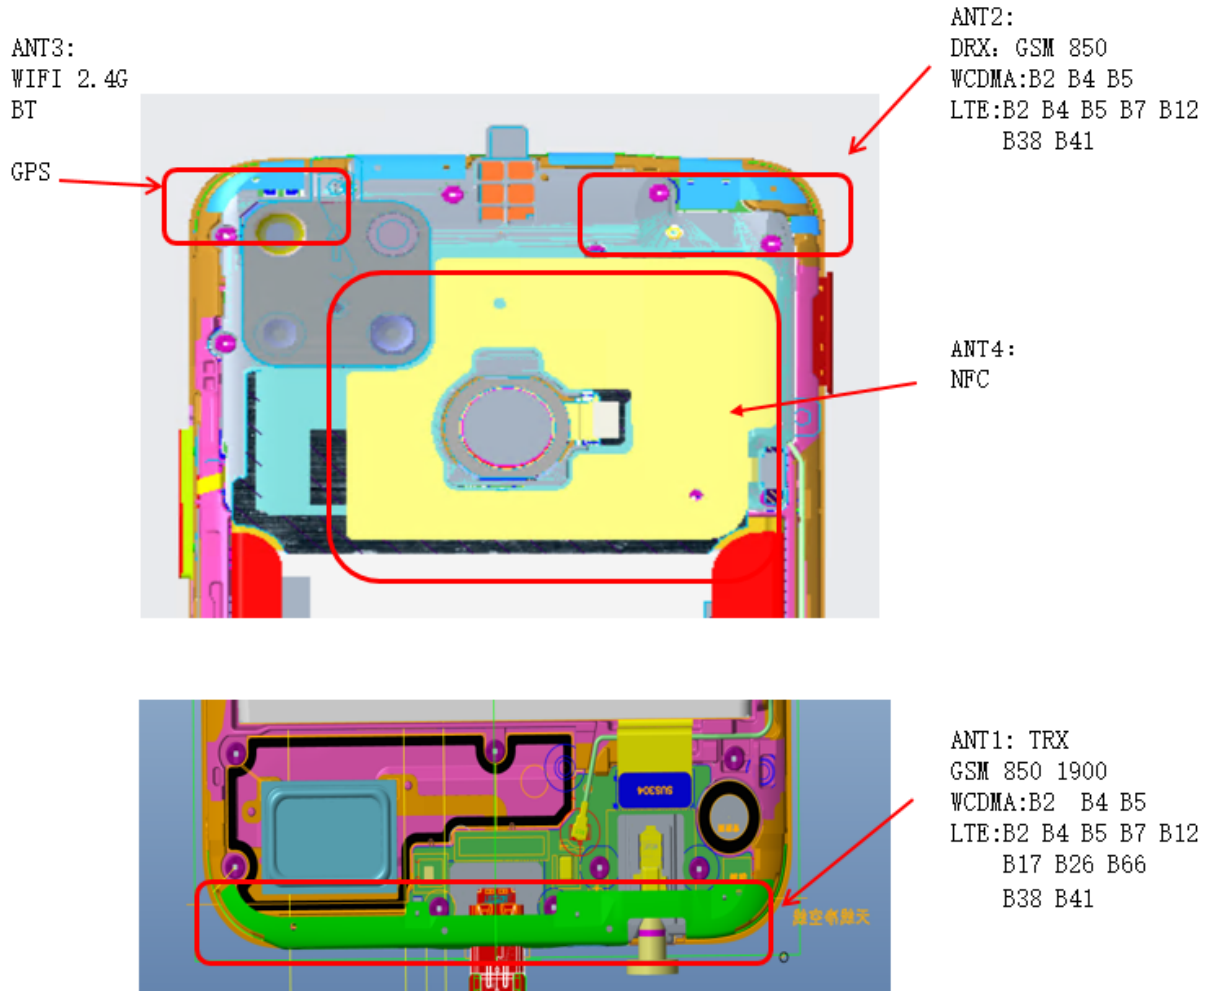 ANT3:
WIFI 2.4G
BT
GPS
ANT2:
DRX: GSM 850
WCDMA:B2 B4 B5
LTE:B2 B4 B5 B7 B12
B38 B41
ANT4:
NFC
ANT1: TRX
GSM 850 1900
WCDMA:B2 B4 B5
LTE:B2 B4 B5 B7 B12
B17 B26 B66
B38 B41
SUS304